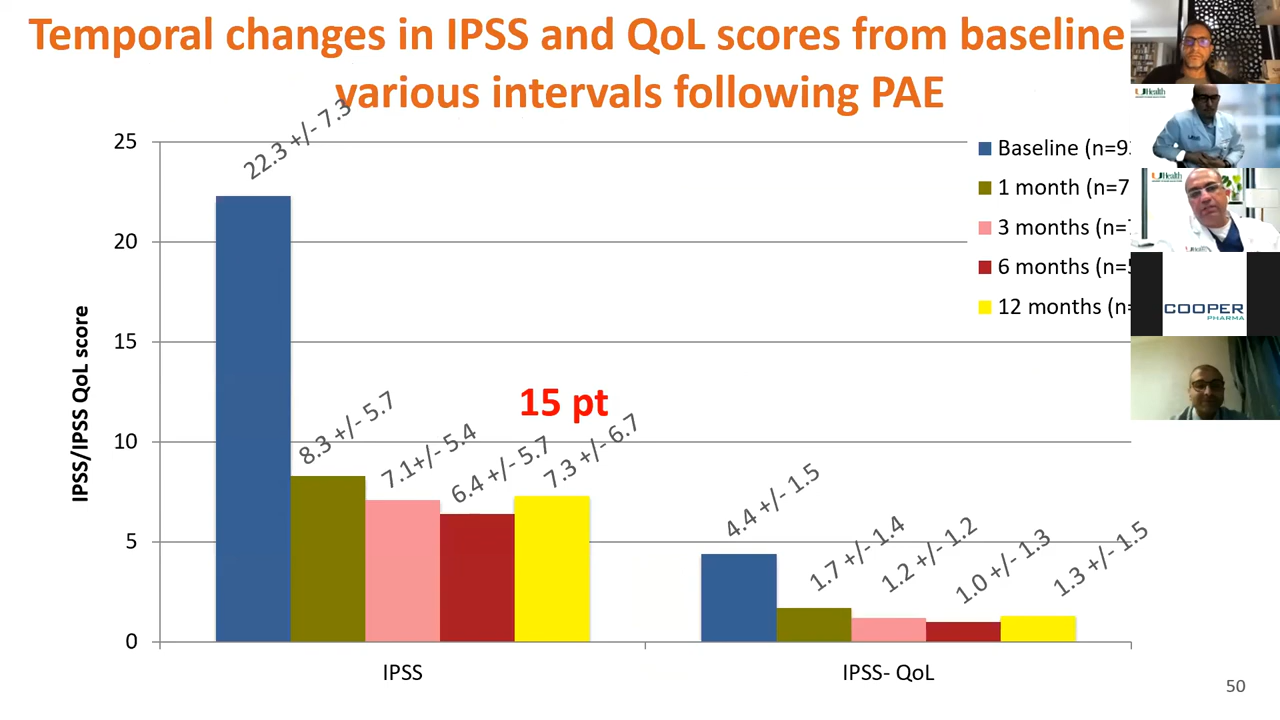 Temporal changes in IPSS and QoL scores from baseline
various intervals following PAE
22.3 +/- 7.3
25
20
15
10
5
0
IPSS/IPSS QoL score
8.3 +/- 5.7
7.1+/- 5.4
6.4 +/- 5.7
7.3 +/- 6.7
15 pt
4.4 +/- 1.5
1.7 +/- 1.4
1.2 +/- 1.2
1.0 +/- 1.3
1.3 +/- 1.5
IPSS
IPSS- QoL
Baseline (n=9
1 month (n=7
3 months (n=
6 months (n=
12 months (n=
UHealth
UHealth
COOPER
PHARMA
50